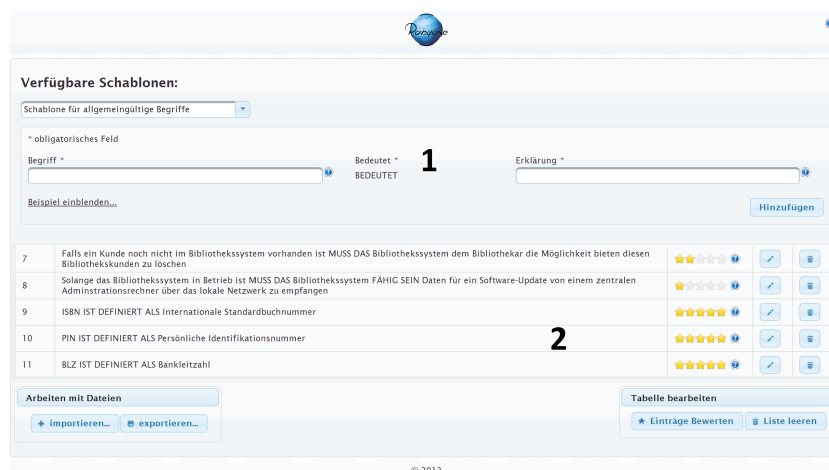 Verfügbare Schablonen:
Schablone für allgemeingültige Begriffe
* obligatorisches Feld
Begriff * Bedeutet * 1 Erklärung *
BEDEUTET
Beispiel einblenden...
Hinzufügen
7 Falls ein Kunde noch nicht im Bibliothekssystem vorhanden ist MUSS DAS Bibliothekssystem dem Bibliothekar die Möglichkeit bieten diesen
Bibliothekskunden zu löschen
8 Solange das Bibliothekssystem in Betrieb ist MUSS DAS Bibliothekssystem FÄHIG SEIN Daten für ein Software-Update von einem zentralen
Adminstrationsrechner über das lokale Netzwerk zu empfangen
9 ISBN IST DEFINIERT ALS Internationale Standardbuchnummer
10 PIN IST DEFINIERT ALS Persönliche Identifikationsnummer
2
11 BLZ IST DEFINIERT ALS Bankleitzahl
Arbeiten mit Dateien Tabelle bearbeiten
importieren... exportieren... Einträge Bewerten Liste leeren